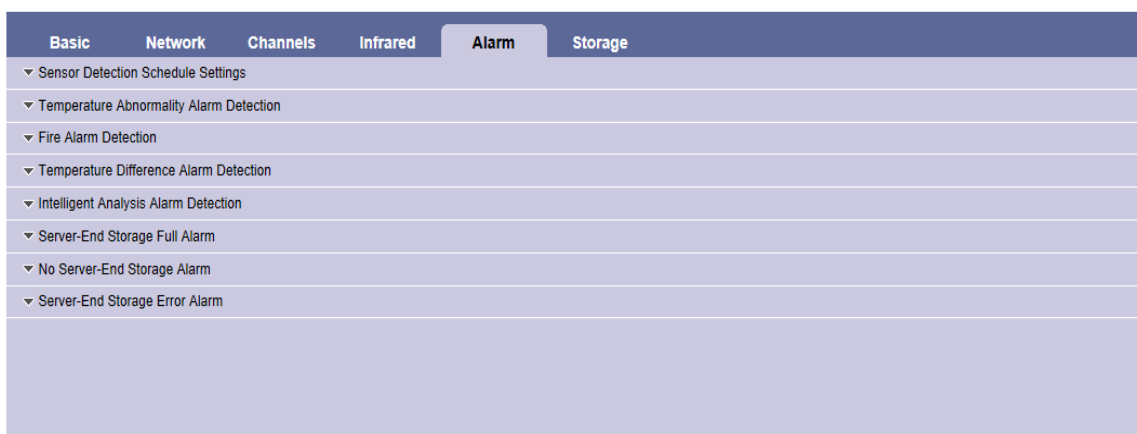 Basic Network Channels Infrared Alarm Storage
Sensor Detection Schedule Settings
Temperature Abnormality Alarm Detection
Fire Alarm Detection
Temperature Difference Alarm Detection
Intelligent Analysis Alarm Detection
Server-End Storage Full Alarm
No Server-End Storage Alarm
Server-End Storage Error Alarm